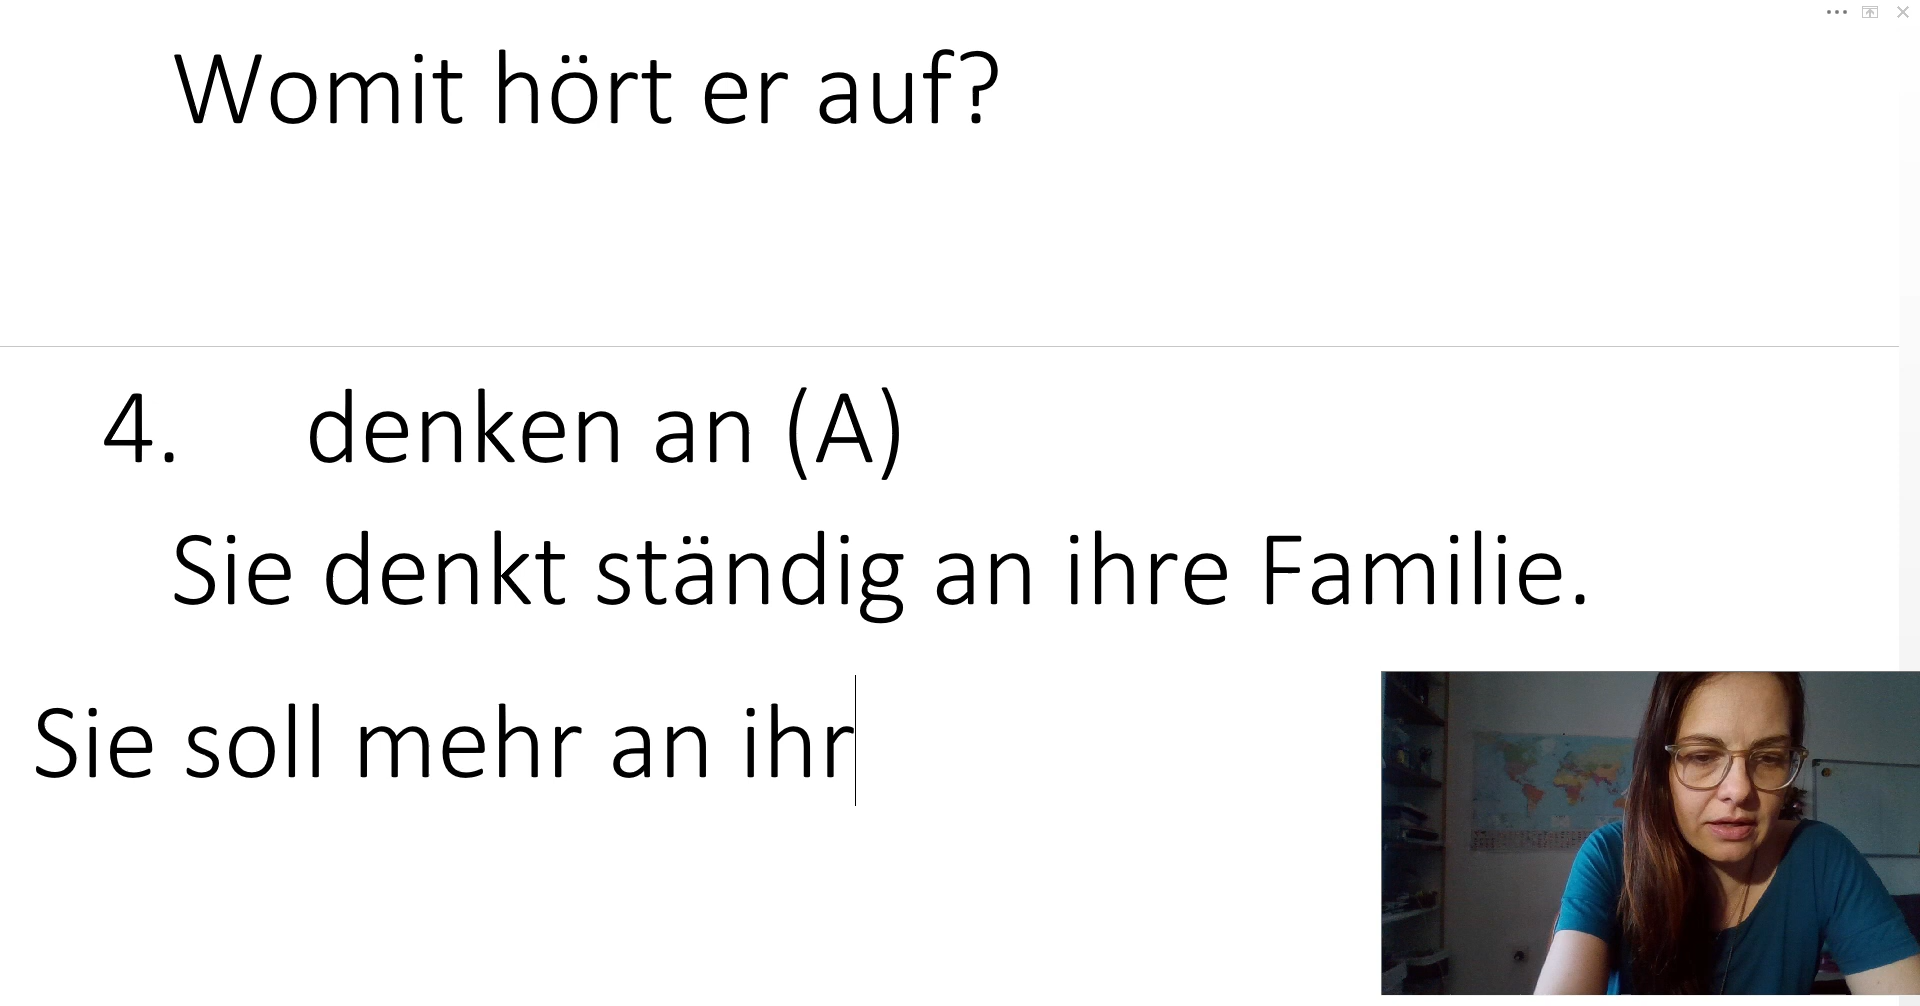 Womit hört er auf?
4. denken an (A)
Sie denkt ständig an ihre Familie.
Sie soll mehr an ihr